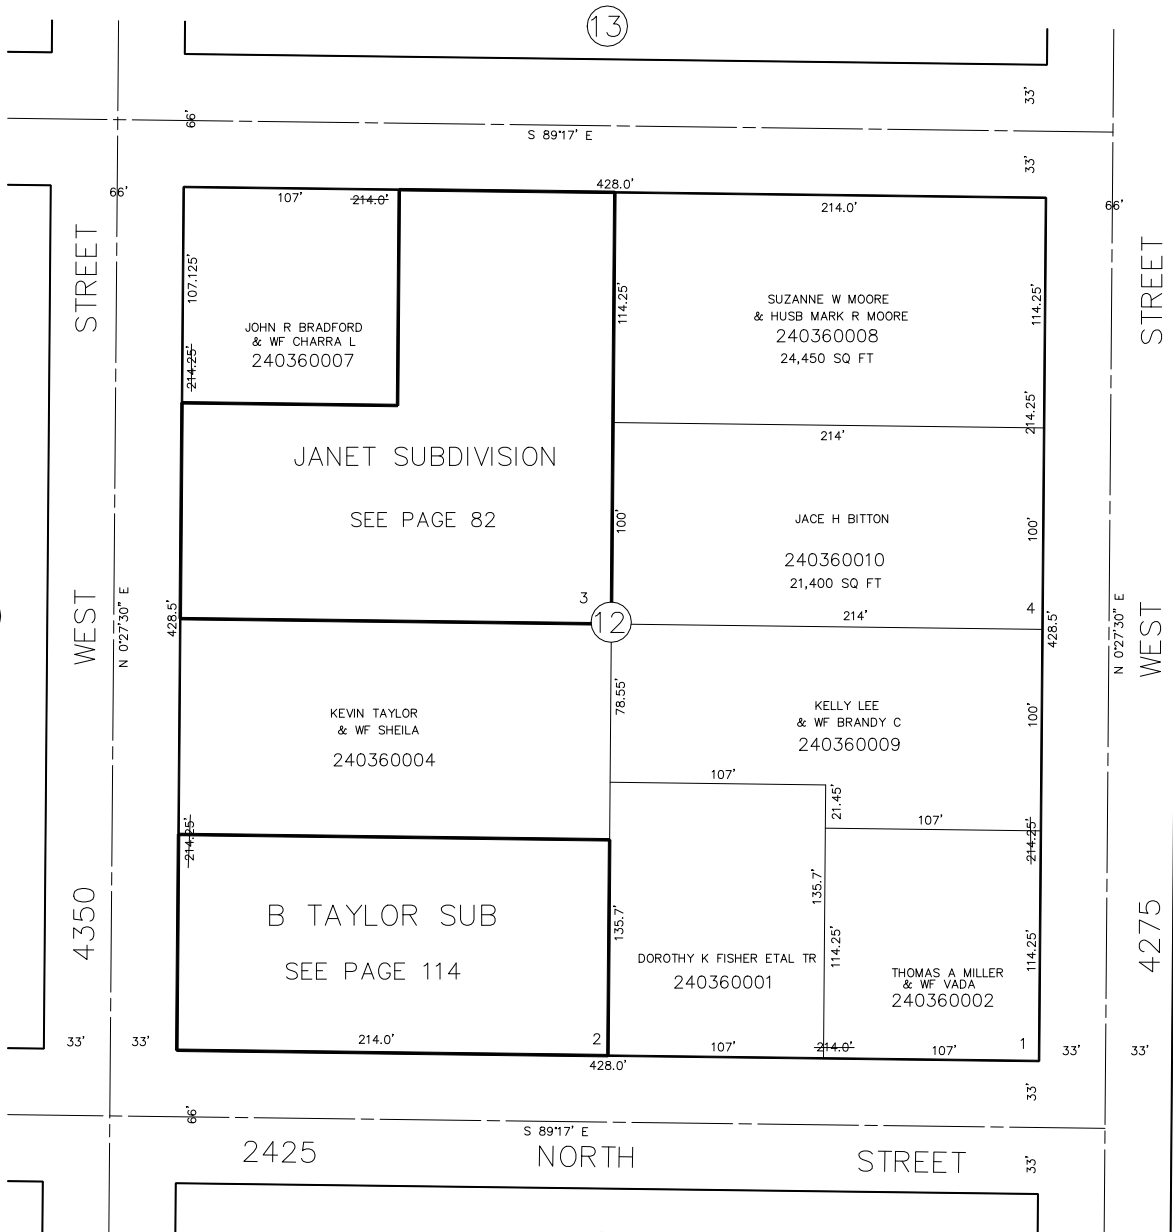 13
33'
66'
S 89°17' E
33'
66'
428.0'
107'
214.0'
214.0'
66'
STREET
STREET
107.125'
114.25'
114.25'
SUZANNE W MOORE
& HUSB MARK R MOORE
240360008
24,450 SQ FT
JOHN R BRADFORD
& WF CHARRA L
240360007
214.25'
214.25'
214'
JANET SUBDIVISION
SEE PAGE 82
100'
JACE H BITTON
100'
240360010
21,400 SQ FT
3
4
12
214'
428.5'
428.5'
N 0°27'30" E
N 0°27'30" E
WEST
WEST
78.55'
KEVIN TAYLOR
& WF SHEILA
240360004
KELLY LEE
& WF BRANDY C
240360009
100'
107'
21.45'
107'
214.25'
214.25'
135.7'
135.7'
B TAYLOR SUB
SEE PAGE 114
4350
4275
114.25'
114.25'
DOROTHY K FISHER ETAL TR
240360001
THOMAS A MILLER
& WF VADA
240360002
33'
33'
214.0'
2
107'
214.0'
107'
1
33'
33'
428.0'
33'
66'
S 89°17' E
2425 NORTH STREET
33'